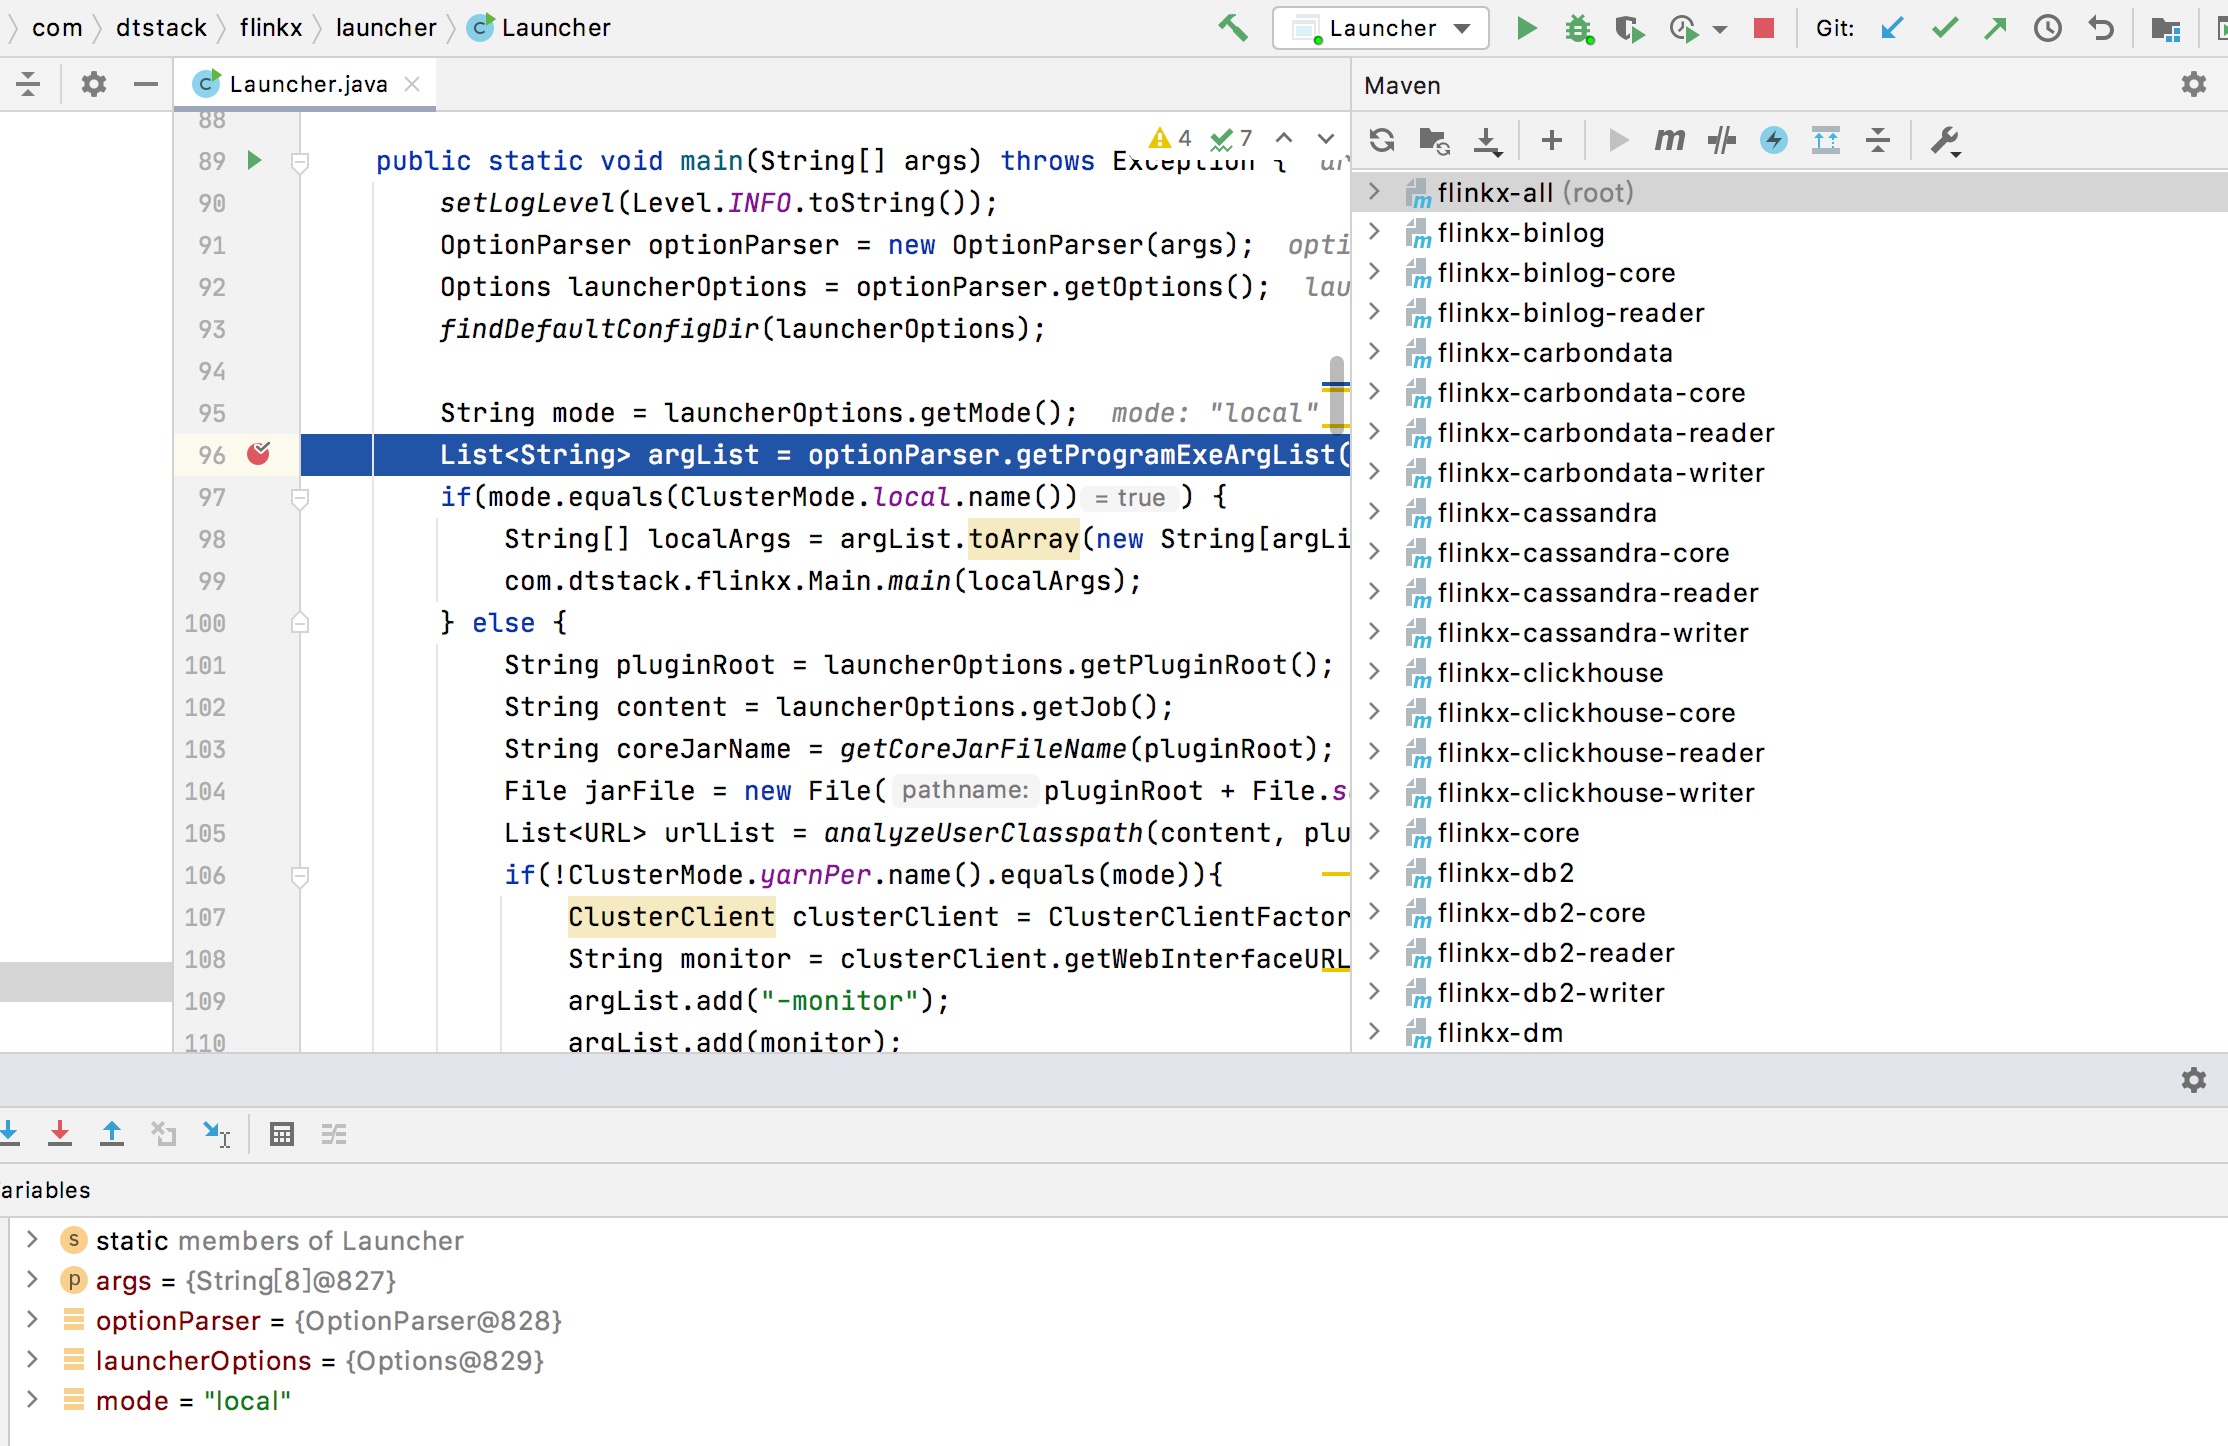 com dtstack flinkx launcher Launcher
Launcher
Git:
Launcher.java
Maven
4 7
88
89 public static void main(String[] args) throws Exception {
90 setLogLevel(Level.INFO.toString());
91 OptionParser optionParser = new OptionParser(args); opti
92 Options launcherOptions = optionParser.getOptions(); lau
93 findDefaultConfigDir(launcherOptions);
94
95 String mode = launcherOptions.getMode(); mode: "local"
96 List<String> argList = optionParser.getProgramExeArgList(
97 if(mode.equals(ClusterMode.local.name()) = true ) {
98 String[] localArgs = argList.toArray(new String[argLi
99 com.dtstack.flinkx.Main.main(localArgs);
100 } else {
101 String pluginRoot = launcherOptions.getPluginRoot();
102 String content = launcherOptions.getJob();
103 String coreJarName = getCoreJarFileName(pluginRoot);
104 File jarFile = new File( pathname: pluginRoot + File.s
105 List<URL> urlList = analyzeUserClasspath(content, plu
106 if(!ClusterMode.yarnPer.name().equals(mode)){
107 ClusterClient clusterClient = ClusterClientFactor
108 String monitor = clusterClient.getWebInterfaceURL
109 argList.add("-monitor");
110 argList.add(monitor);
flinkx-all (root)
flinkx-binlog
flinkx-binlog-core
flinkx-binlog-reader
flinkx-carbondata
flinkx-carbondata-core
flinkx-carbondata-reader
flinkx-carbondata-writer
flinkx-cassandra
flinkx-cassandra-core
flinkx-cassandra-reader
flinkx-cassandra-writer
flinkx-clickhouse
flinkx-clickhouse-core
flinkx-clickhouse-reader
flinkx-clickhouse-writer
flinkx-core
flinkx-db2
flinkx-db2-core
flinkx-db2-reader
flinkx-db2-writer
flinkx-dm
ariables
static members of Launcher
args = {String[8]@827}
optionParser = {OptionParser@828}
launcherOptions = {Options@829}
mode = "local"